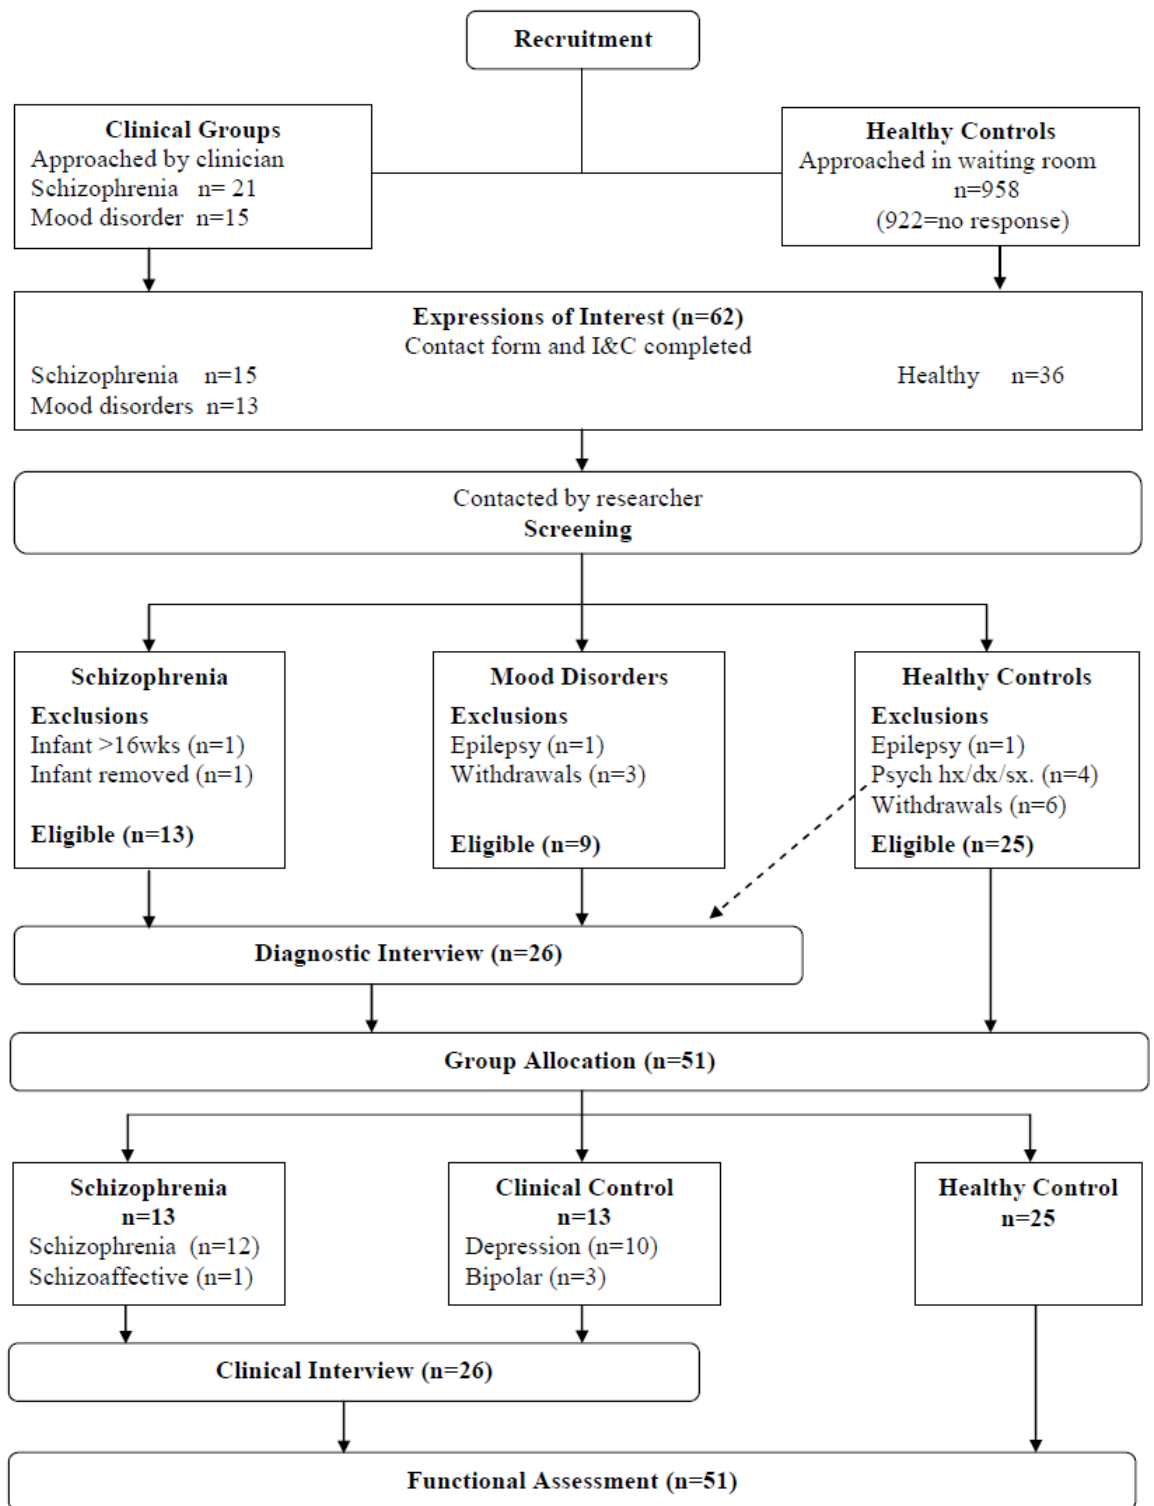 Recruitment
Clinical Groups
Approached by clinician
Schizophrenia n= 21
Mood disorder n=15
Healthy Controls
Approached in waiting room
n=958
(922=no response)
Expressions of Interest (n=62)
Contact form and I&C completed
Schizophrenia n=15
Healthy n=36
Mood disorders n=13
Contacted by researcher
Screening
Schizophrenia
Exclusions
Infant >16wks (n=1)
Infant removed (n=1)
Eligible (n=13)
Mood Disorders
Exclusions
Epilepsy (n=1)
Withdrawals (n=3)
Eligible (n=9)
Healthy Controls
Exclusions
Epilepsy (n=1)
Psych hx/dx/sx. (n=4)
Withdrawals (n=6)
Eligible (n=25)
Diagnostic Interview (n=26)
Group Allocation (n=51)
Schizophrenia
n=13
Schizophrenia (n=12)
Schizoaffective (n=1)
Clinical Control
n=13
Depression (n=10)
Bipolar (n=3)
Healthy Control
n=25
Clinical Interview (n=26)
Functional Assessment (n=51)